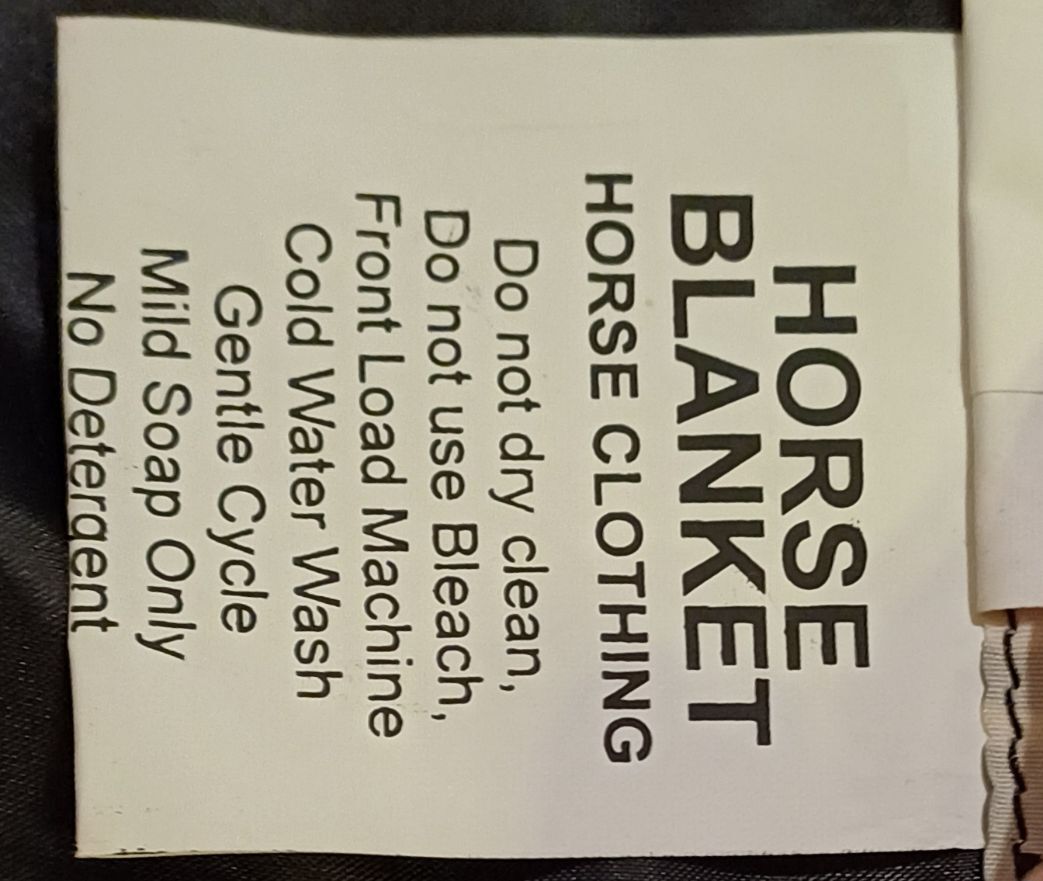 HORSE
BLANKET
HORSE CLOTHING
Do not dry clean,
Do not use Bleach,
Front Load Machine
Cold Water Wash
Gentle Cycle
Mild Soap Only
No Detergent